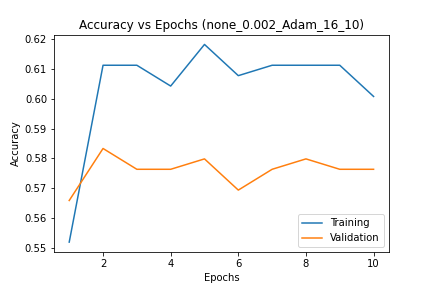 Accuracy vs Epochs (none_0.002_Adam_16_10)
0.62
0.61
0.60
0.59
0.58
0.57
0.56
0.55
Accuracy
2 4 6 8 10
Epochs
Training
Validation